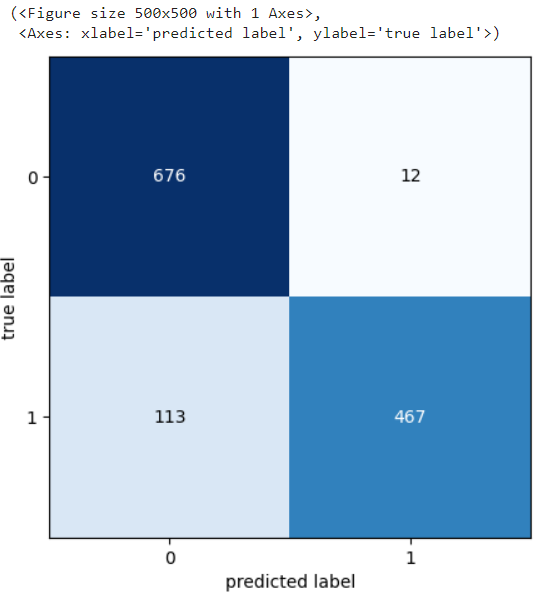 (<Figure size 500x500 with 1 Axes>,
<Axes: xlabel='predicted label', ylabel='true label'>)
0 676 12
true label
1 113 467
0 1
predicted label